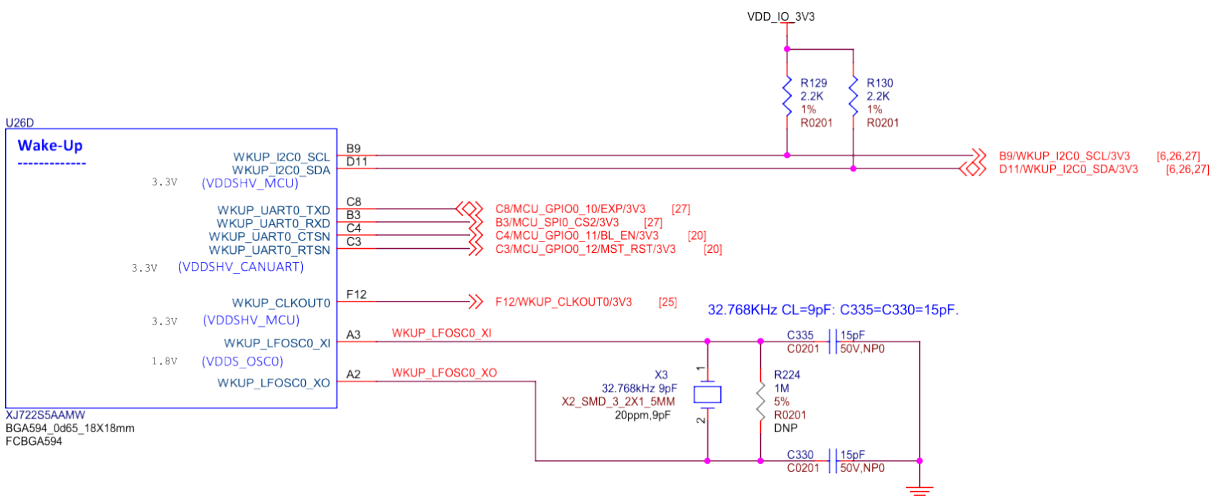 VDD_IO_3V3
R129
2.2K
1%
R0201
R130
2.2K
1%
R0201
U26D
Wake-Up
-------------
WKUP_I2C0_SCL
B9
B9/WKUP_I2C0_SCL/3V3 [6,26,27]
WKUP_I2C0_SDA
D11
D11/WKUP_I2C0_SDA/3V3 [6,26,27]
3.3V (VDDSHV_MCU)
WKUP_UART0_TXD
C8
C8/MCU_GPIO0_10/EXP/3V3 [27]
WKUP_UART0_RXD
B3
B3/MCU_SPI0_CS2/3V3 [27]
WKUP_UART0_CTSN
C4
C4/MCU_GPIO0_11/BL_EN/3V3 [20]
WKUP_UART0_RTSN
C3
C3/MCU_GPIO0_12/MST_RST/3V3 [20]
3.3V (VDDSHV_CANUART)
WKUP_CLKOUT0
F12
F12/WKUP_CLKOUT0/3V3 [25]
3.3V (VDDSHV_MCU)
32.768KHz CL=9pF: C335=C330=15pF.
WKUP_LFOSC0_XI
A3
WKUP_LFOSC0_XI
1.8V (VDDS_OSC0)
WKUP_LFOSC0_XO
A2
WKUP_LFOSC0_XO
C335
C0201
15pF
50V,NP0
1
X3
32.768kHz 9pF
X2_SMD_3_2X1_5MM
20ppm,9pF
2
R224
1M
5%
R0201
DNP
C330
C0201
15pF
50V,NP0
XJ722S5AAMW
BGA594_0d65_18X18mm
FCBGA594